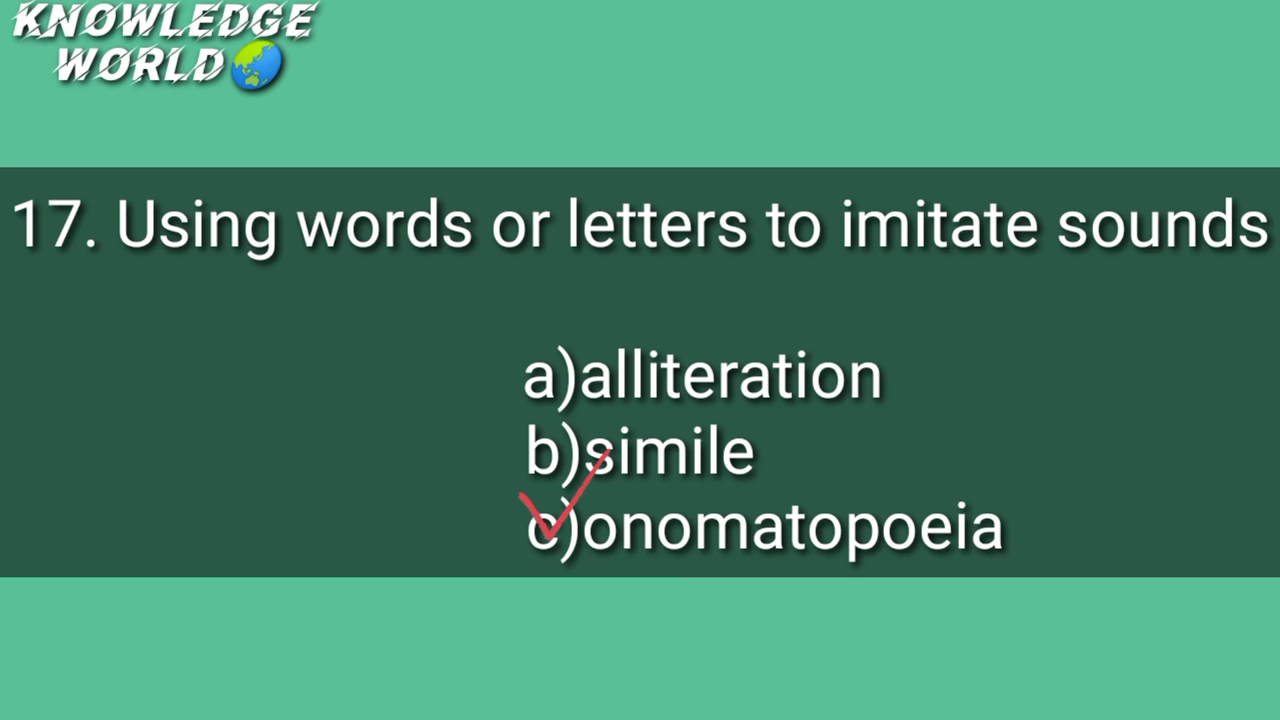 KNOWLEDGE
WORLD🌏
17. Using words or letters to imitate sounds
a)alliteration
b)simile
c)onomatopoeia